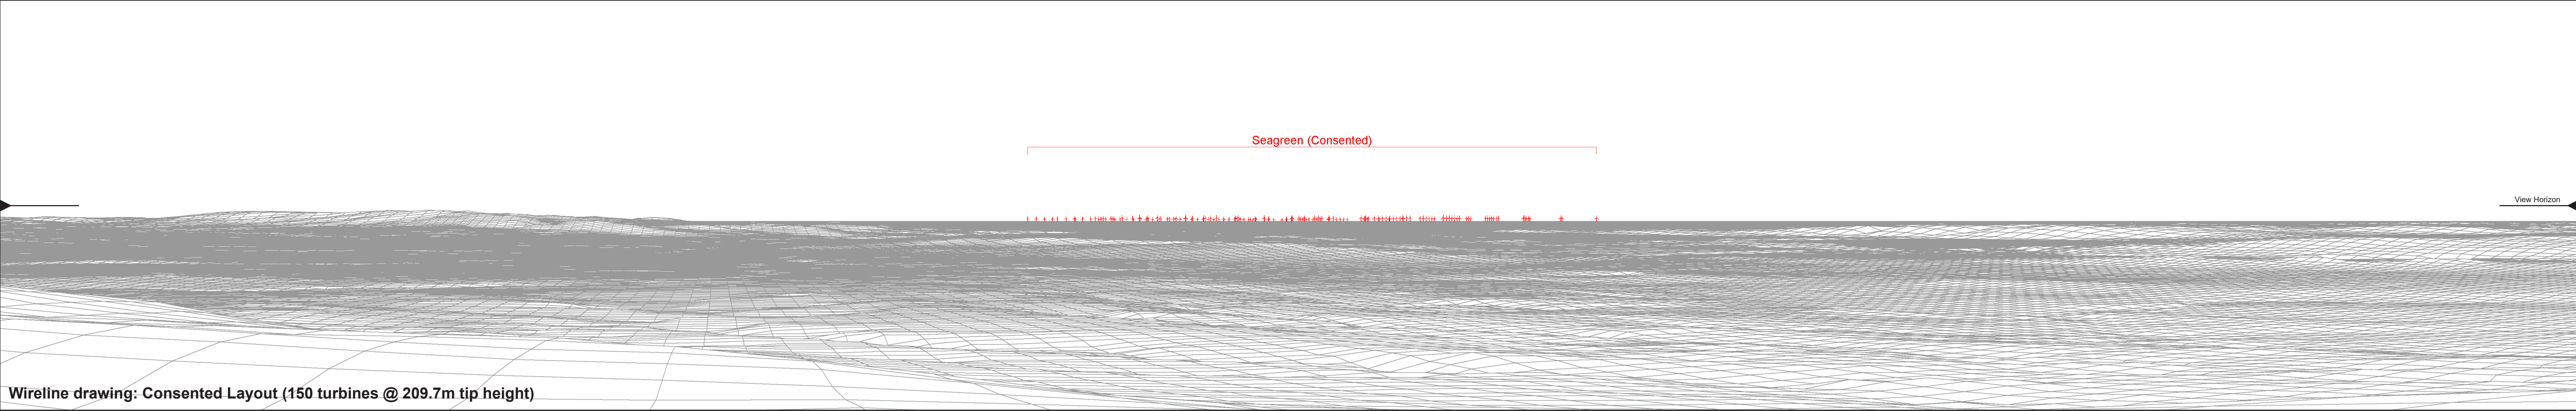 Seagreen (Consented)
View Horizon
Wireline drawing: Consented Layout (150 turbines @ 209.7m tip height)